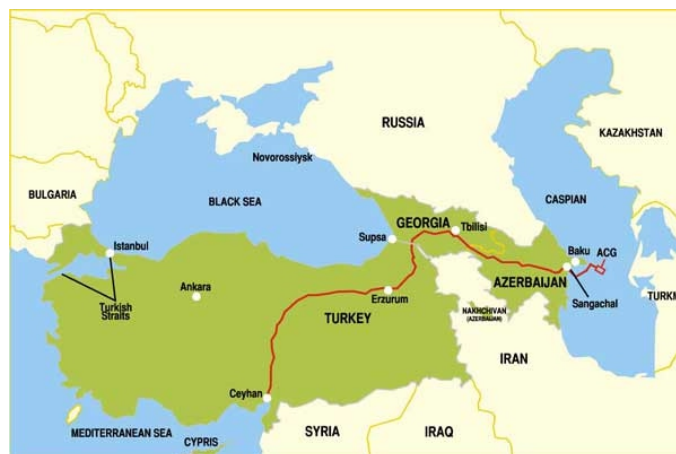 RUSSIA
KAZAKHSTAN
Novorossiysk
BULGARIA
BLACK SEA
CASPIAN
GEORGIA
Tbilisi
Supsa
Istanbul
Baku
ACG
AZERBAIJAN
Sangachal
TURKM
Ankara
Erzurum
Turkish
Straits
TURKEY
NAKHCHIVAN
(AZERBAIJAN)
IRAN
Ceyhan
MEDITERRANEAN SEA
CYPRIS
SYRIA
IRAQ